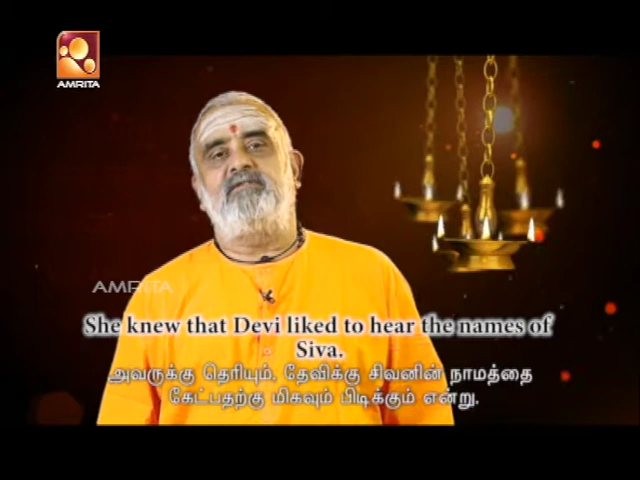 AMRITA
AMRITA
She knew that Devi liked to hear the names of
Siva.
அவருக்கு தெரியும், தேவிக்கு சிவனின் நாமத்தை
கேட்பதற்கு மிகவும் பிடிக்கும் என்று.